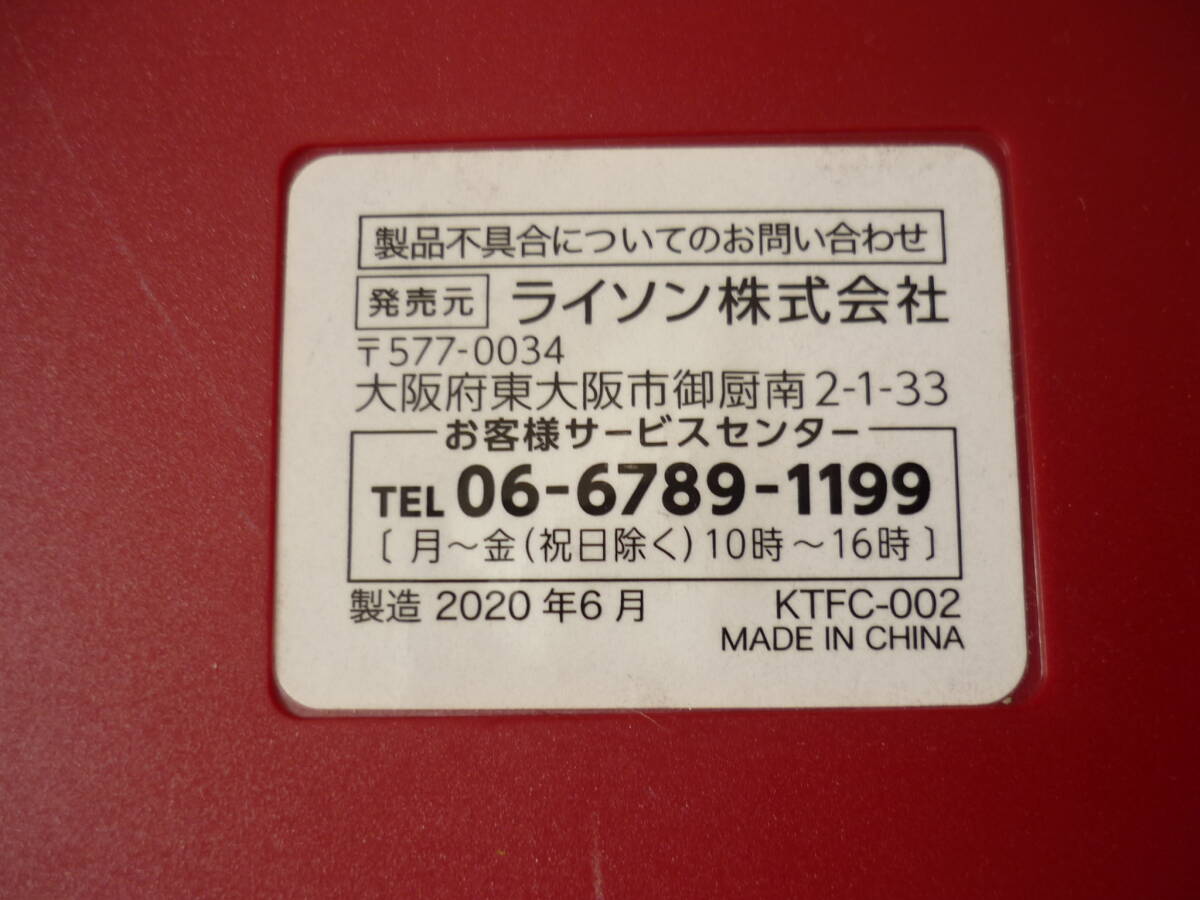 製品不具合についてのお問い合わせ
発売元 ライソン株式会社
〒577-0034
大阪府東大阪市御厨南2-1-33
お客様サービスセンター
TEL 06-6789-1199
〔 月～金(祝日除く)10時～16時 〕
製造 2020年6月 KTFC-002
MADE IN CHINA